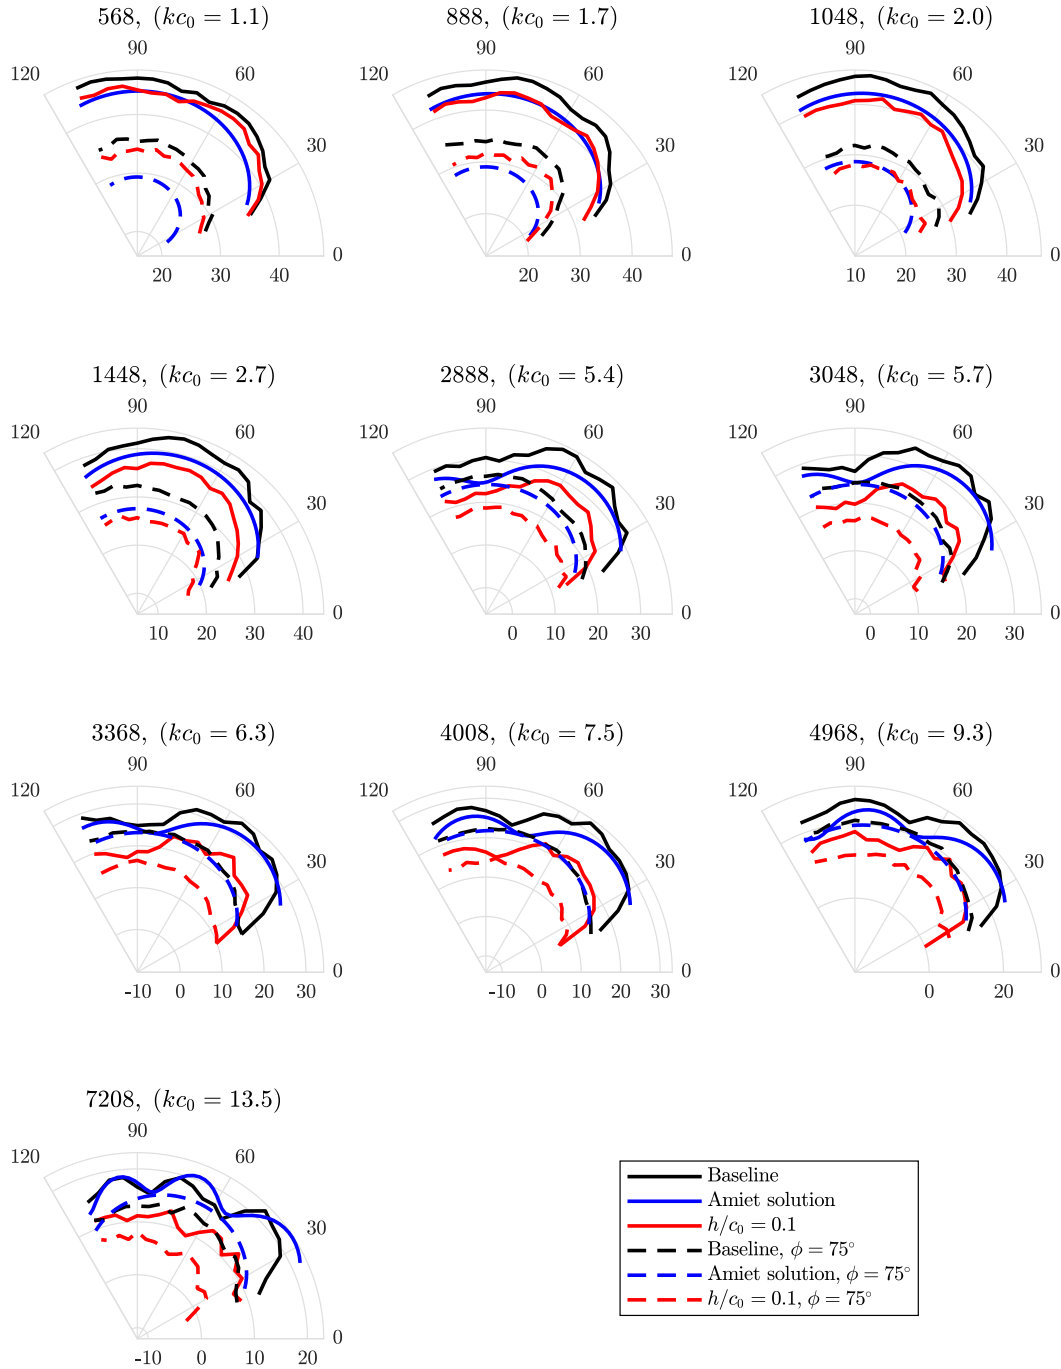 568, (kc₀ = 1.1)
888, (kc₀ = 1.7)
1048, (kc₀ = 2.0)
90
90
90
120
60
120
60
120
60
30
30
30
0
0
0
20 30 40
20 30 40
10 20 30 40
1448, (kc₀ = 2.7)
2888, (kc₀ = 5.4)
3048, (kc₀ = 5.7)
90
90
90
120
60
120
60
120
60
30
30
30
0
0
0
10 20 30 40
0 10 20 30
0 10 20 30
3368, (kc₀ = 6.3)
4008, (kc₀ = 7.5)
4968, (kc₀ = 9.3)
90
90
90
120
60
120
60
120
60
30
30
30
0
0
0
-10 0 10 20 30
-10 0 10 20 30
0 20
7208, (kc₀ = 13.5)
90
120
60
30
0
-10 0 10 20
Baseline
Amiet solution
h/c₀ = 0.1
Baseline, ϕ = 75°
Amiet solution, ϕ = 75°
h/c₀ = 0.1, ϕ = 75°